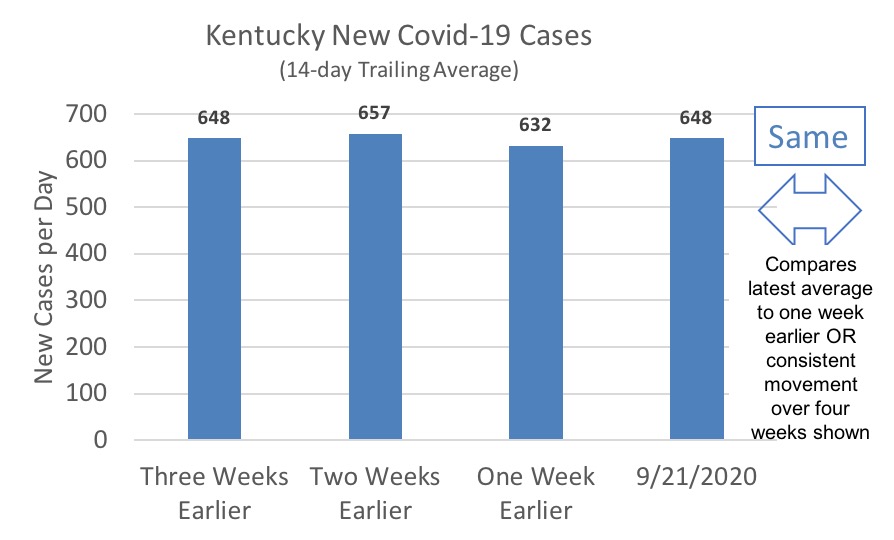 Kentucky New Covid-19 Cases
(14-day Trailing Average)
New Cases per Day
700
600
500
400
300
200
100
0
648
657
632
648
Three Weeks
Earlier
Two Weeks
Earlier
One Week
Earlier
9/21/2020
Same
Compares
latest average
to one week
earlier OR
consistent
movement
over four
weeks shown